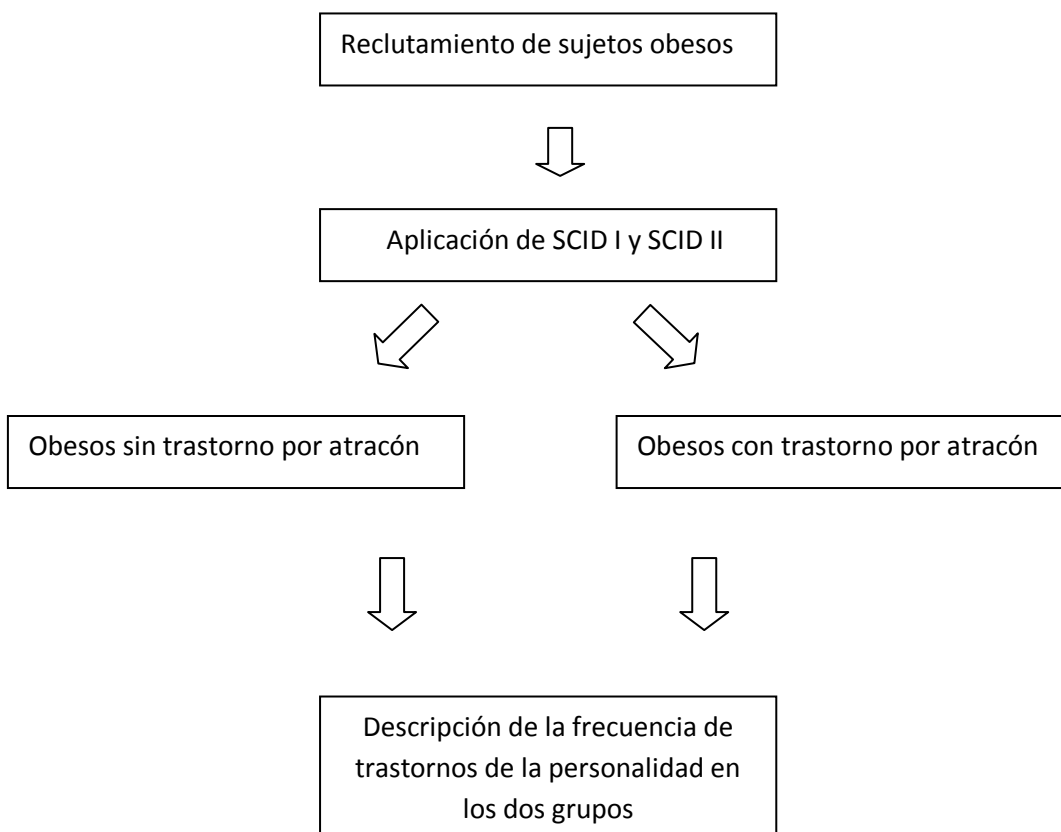 Reclutamiento de sujetos obesos
Aplicación de SCID I y SCID II
Obesos sin trastorno por atracón
Obesos con trastorno por atracón
Descripción de la frecuencia de
trastornos de la personalidad en
los dos grupos